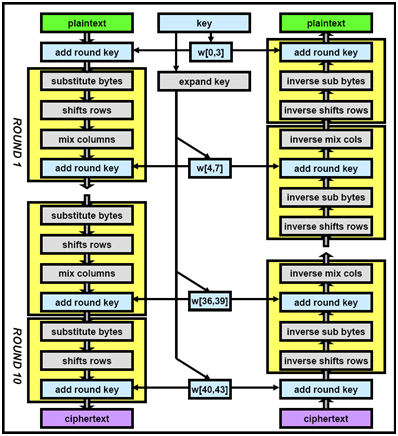 plaintext
key
plaintext
add round key
w[0,3]
add round key
substitute bytes
expand key
inverse sub bytes
shifts rows
inverse shifts rows
mix columns
inverse mix cols
ROUND 1
add round key
w[4,7]
add round key
inverse sub bytes
substitute bytes
inverse shifts rows
shifts rows
mix columns
inverse mix cols
add round key
w[36,39]
add round key
substitute bytes
inverse sub bytes
shifts rows
inverse shifts rows
ROUND 10
add round key
w[40,43]
add round key
ciphertext
ciphertext